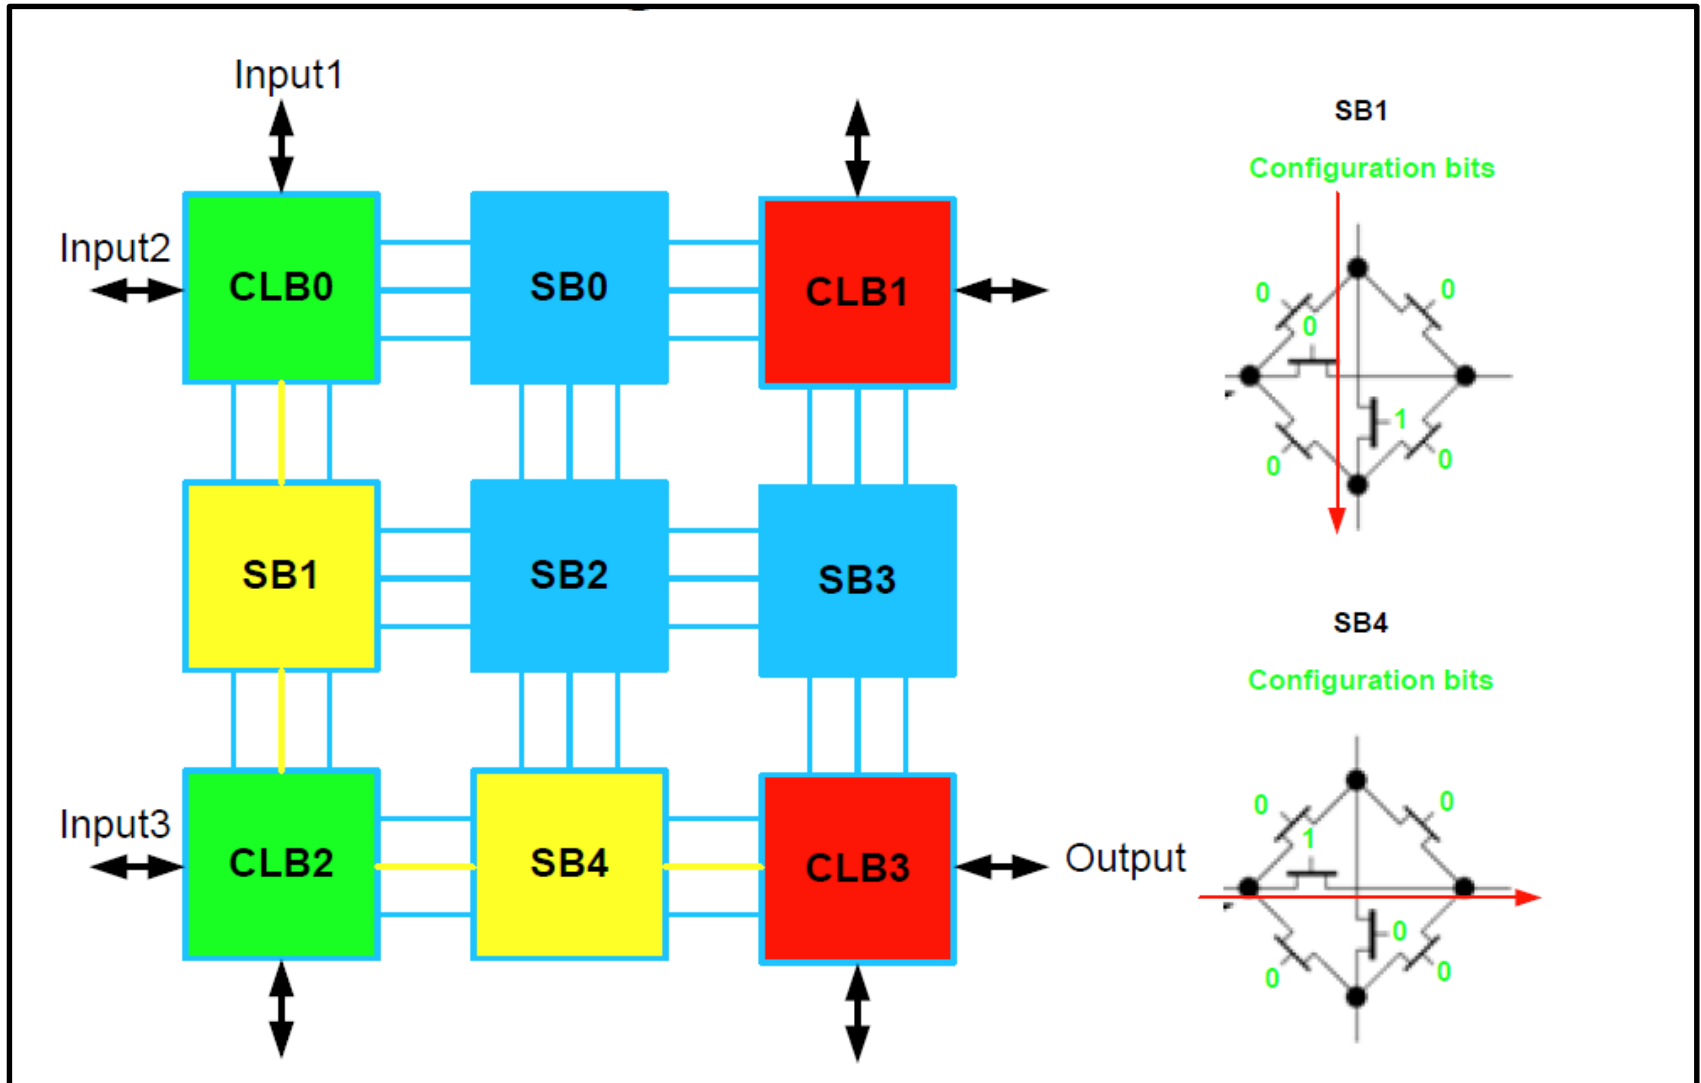 Input1
Input2
CLB0
SB0
CLB1
SB1
SB2
SB3
Input3
CLB2
SB4
CLB3
Output
SB1
Configuration bits
0
0
0
1
0
0
SB4
Configuration bits
0
0
1
0
0
0